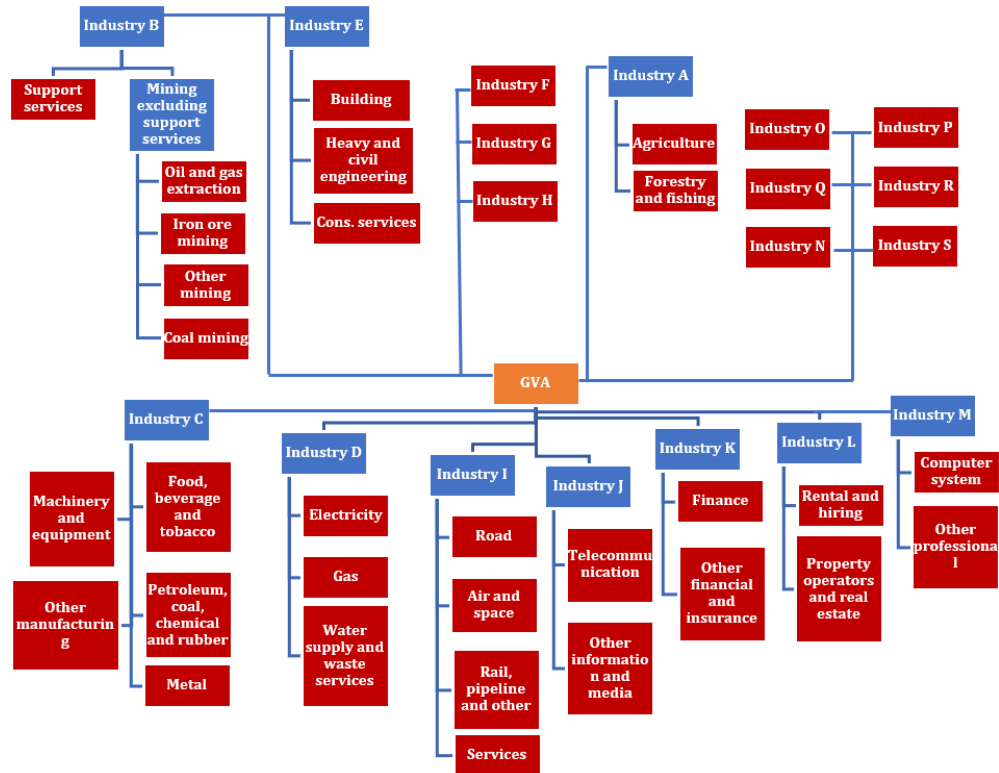 Industry B
Support
services
Mining
excluding
support
services
Oil and gas
extraction
Iron ore
mining
Other
mining
Coal mining
Industry E
Building
Heavy and
civil
engineering
Cons. services
Industry F
Industry G
Industry H
Industry A
Agriculture
Forestry
and fishing
Industry O
Industry P
Industry Q
Industry R
Industry N
Industry S
GVA
Industry C
Machinery
and
equipment
Food,
beverage
and
tobacco
Other
manufacturin
g
Petroleum,
coal,
chemical
and rubber
Metal
Industry D
Electricity
Gas
Water
supply and
waste
services
Industry I
Road
Air and
space
Rail,
pipeline
and other
Services
Industry J
Telecommu
nication
Other
informatio
n and
media
Industry K
Finance
Other
financial
and
insurance
Industry L
Rental and
hiring
Property
operators
and real
estate
Industry M
Computer
system
Other
professiona
l